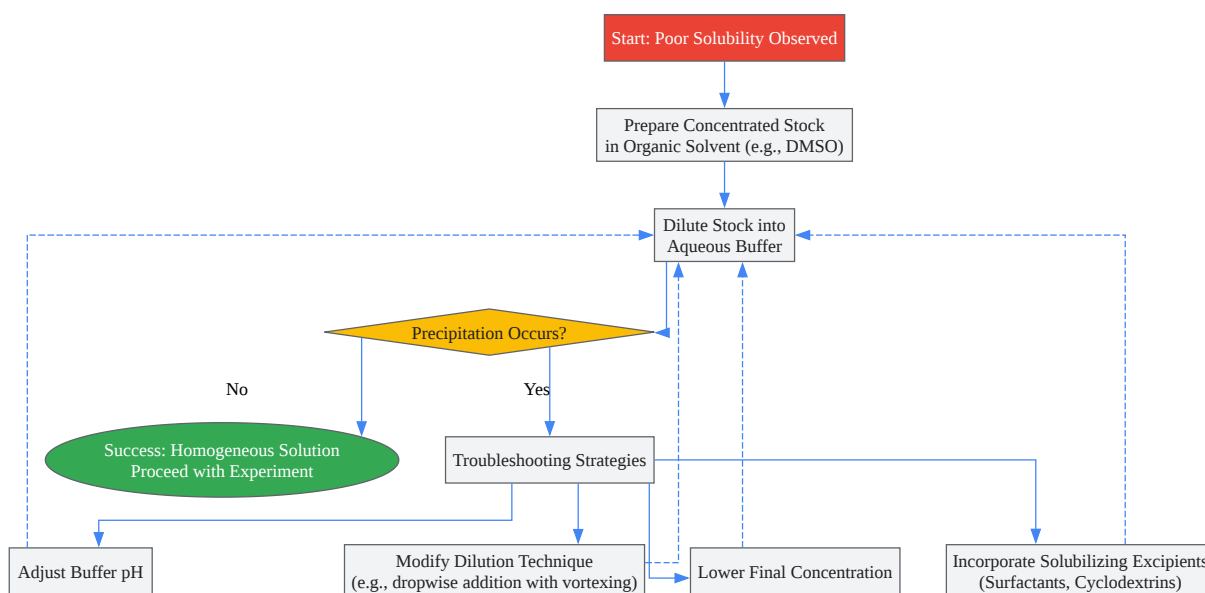 Start: Poor Solubility Observed
Prepare Concentrated Stock
in Organic Solvent (e.g., DMSO)
Dilute Stock into
Aqueous Buffer
Precipitation Occurs?
No
Yes
Success: Homogeneous Solution
Proceed with Experiment
Troubleshooting Strategies
Adjust Buffer pH
Modify Dilution Technique
(e.g., dropwise addition with vortexing)
Lower Final Concentration
Incorporate Solubilizing Excipients
(Surfactants, Cyclodextrins)